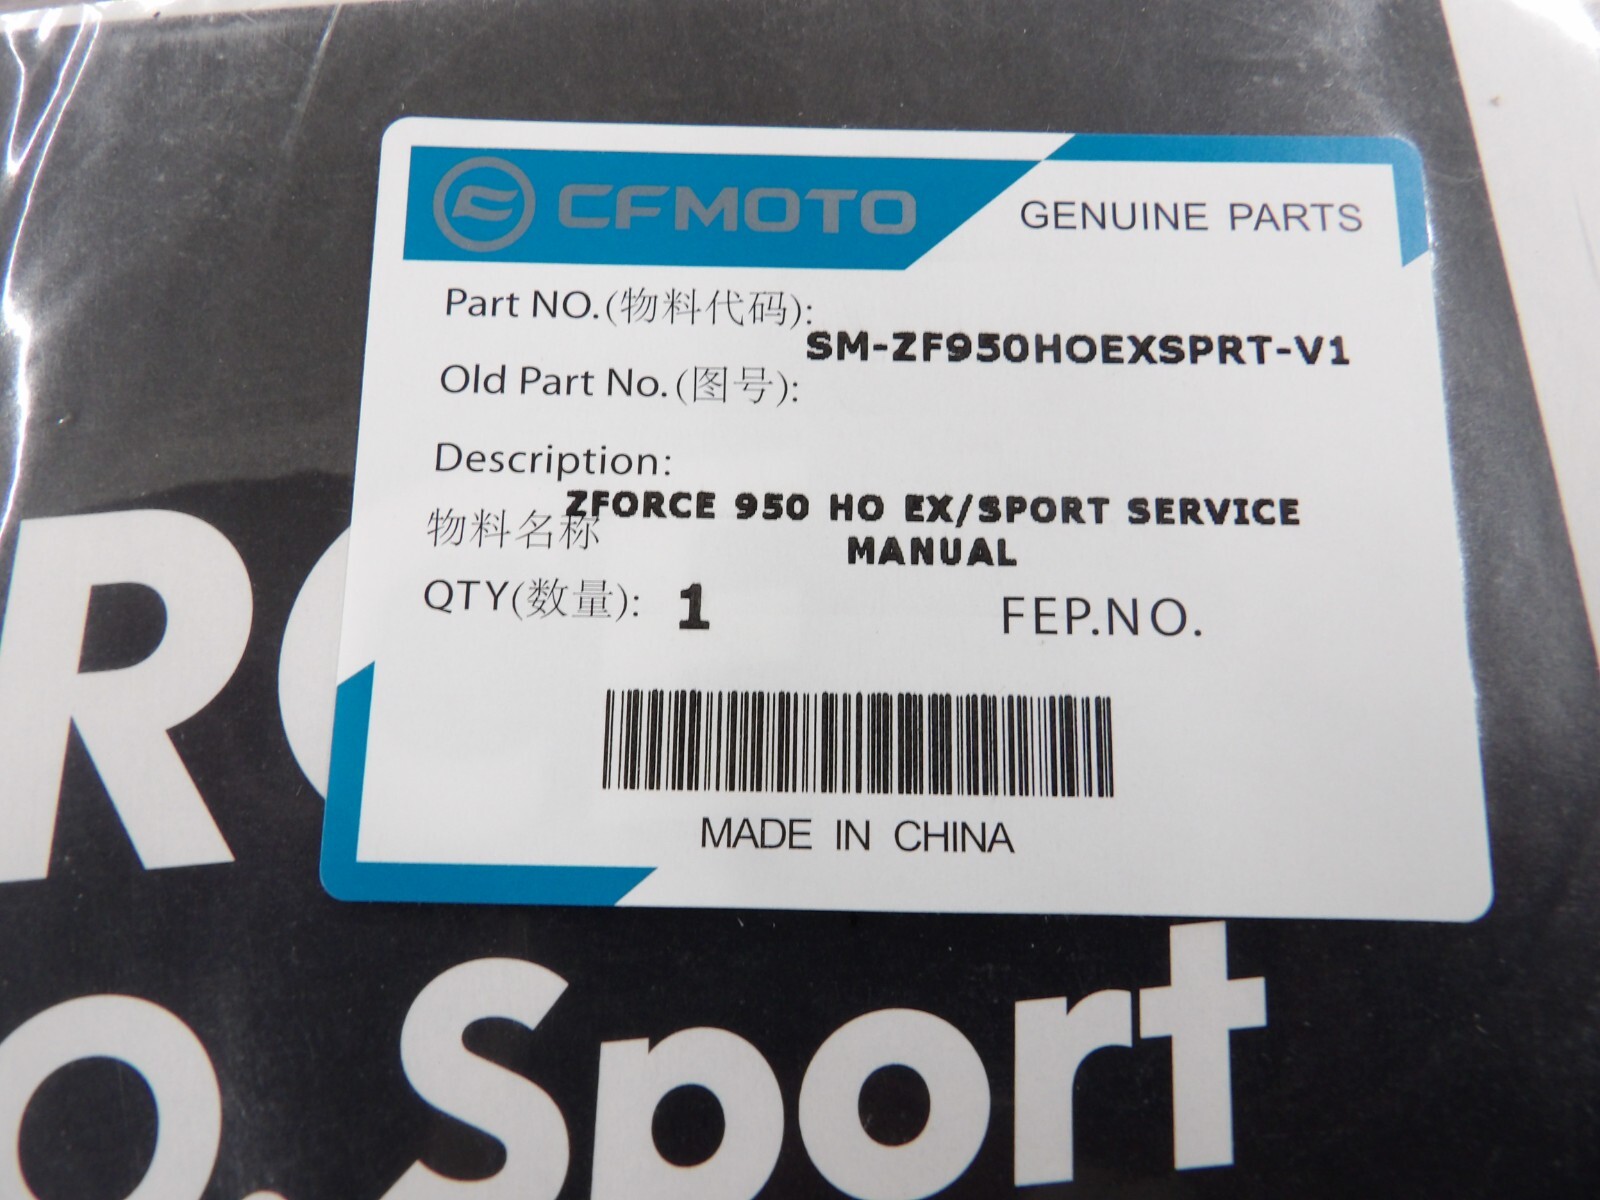 CFMOTO
GENUINE PARTS
Part NO.(物料代码):
SM-ZF950HOEXSPRT-V1
Old Part No.(图号):
Description:
ZFORCE 950 HO EX/SPORT SERVICE
物料名称
MANUAL
QTY(数量): 1
FEP.NO.
MADE IN CHINA
R
O. Sport